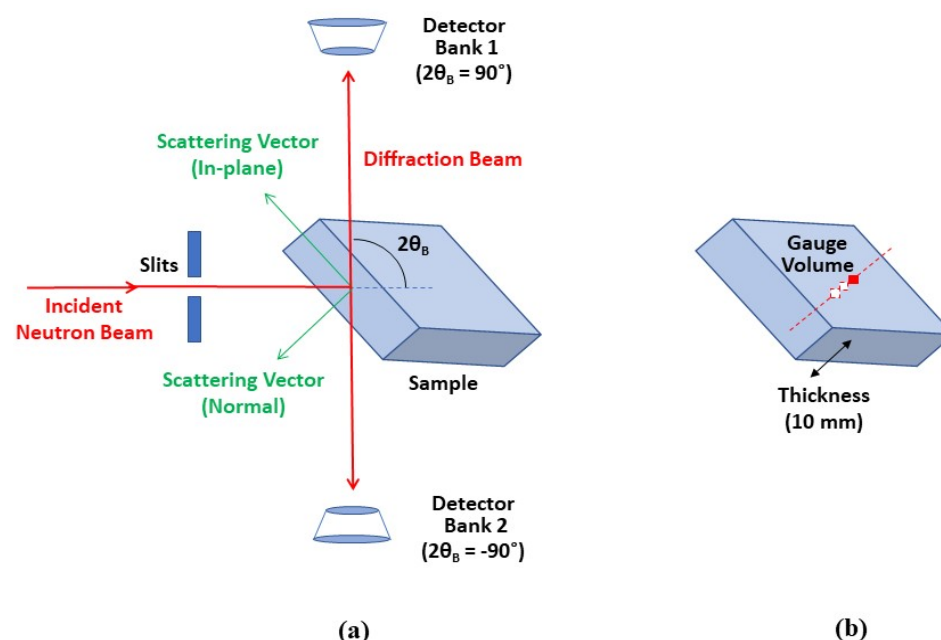 Detector
Bank 1
(2θB = 90˚)
Scattering Vector
(In-plane)
Diffraction Beam
2θB
Slits
Incident
Neutron Beam
Scattering Vector
(Normal)
Sample
Detector
Bank 2
(2θB = -90˚)
(a)
Gauge
Volume
Thickness
(10 mm)
(b)